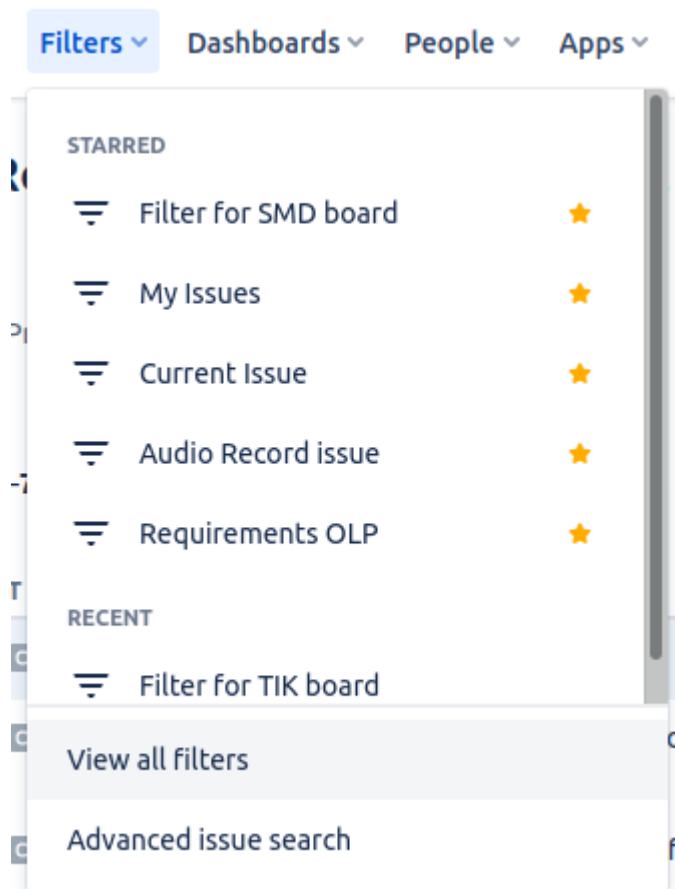 Filters Dashboards People Apps
STARRED
Filter for SMD board
My Issues
Current Issue
Audio Record issue
Requirements OLP
RECENT
Filter for TIK board
View all filters
Advanced issue search